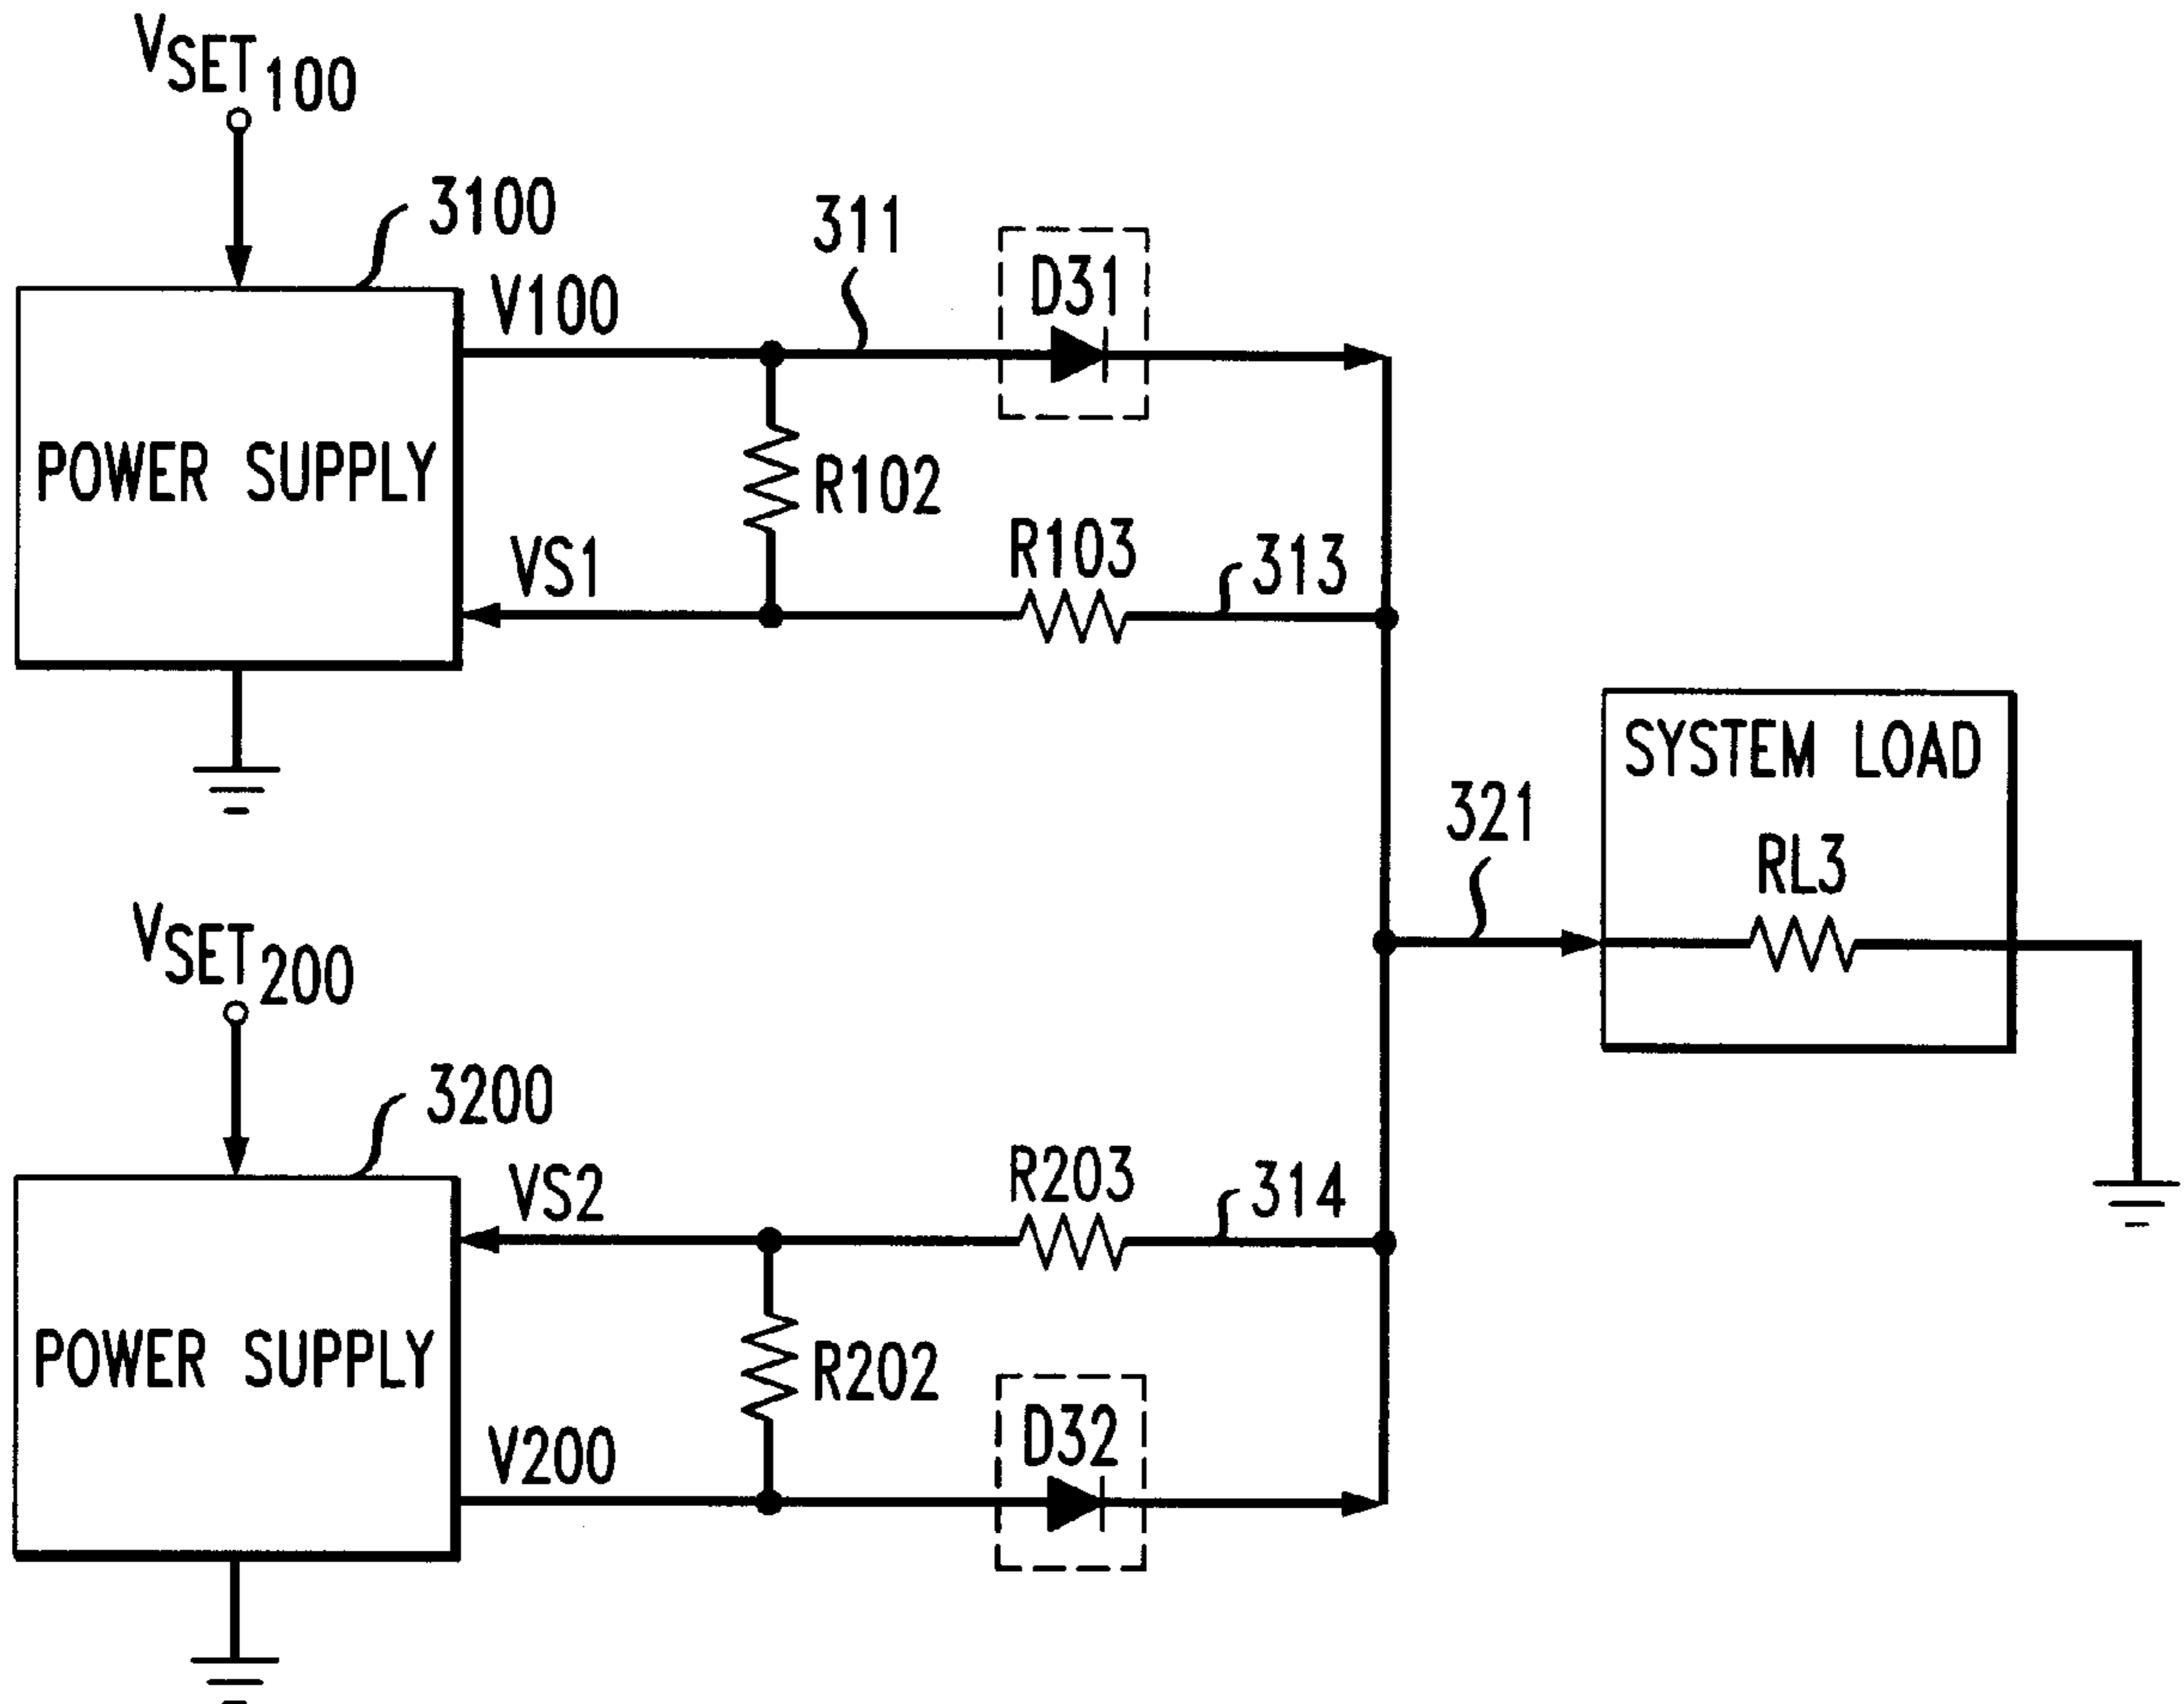 VSET100
3100
311
D31
V100
POWER SUPPLY
R102
R103
313
VS1
SYSTEM LOAD
321
RL3
VSET200
3200
VS2
R203
314
POWER SUPPLY
R202
D32
V200